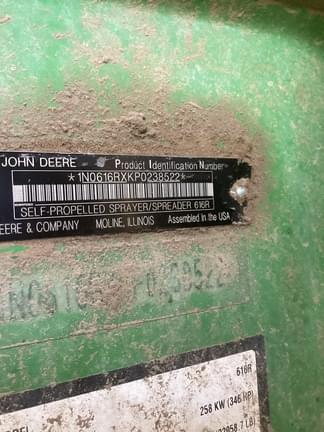 JOHN DEERE Product Identification Number
*1N0616RXKP0238522*
SELF-PROPELLED SPRAYER/SPREADER 616R
DEERE & COMPANY MOLINE, ILLINOIS Assembled in the USA
616R
258 KW (346 HP)